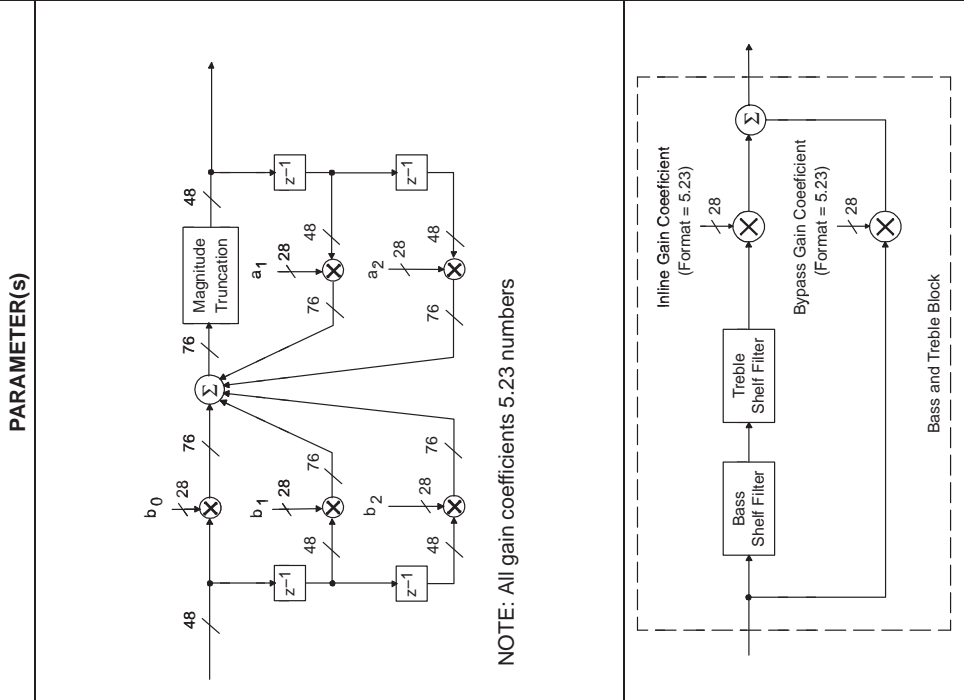 PARAMETER(s)
48
z–1
z–1
b0
28
76
48
b1
28
76
48
b2
28
76
Σ
76
Magnitude
Truncation
48
z–1
z–1
a1
28
48
76
a2
28
48
76
NOTE: All gain coefficients 5.23 numbers
Bass
Shelf Filter
Treble
Shelf Filter
Inline Gain Coeeficient
(Format = 5.23)
28
Σ
Bypass Gain Coeeficient
(Format = 5.23)
28
Bass and Treble Block